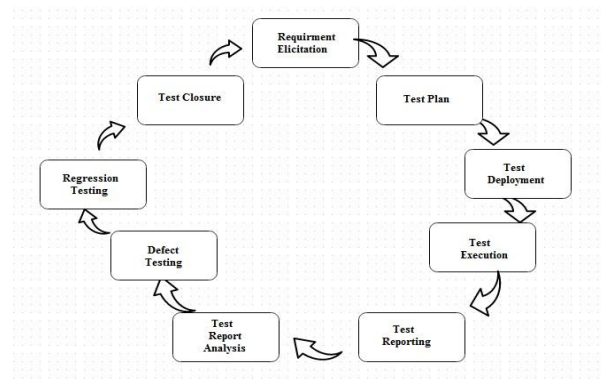 Requirment
Elicitation
Test Plan
Test
Deployment
Test
Execution
Test
Reporting
Test
Report
Analysis
Defect
Testing
Regression
Testing
Test Closure